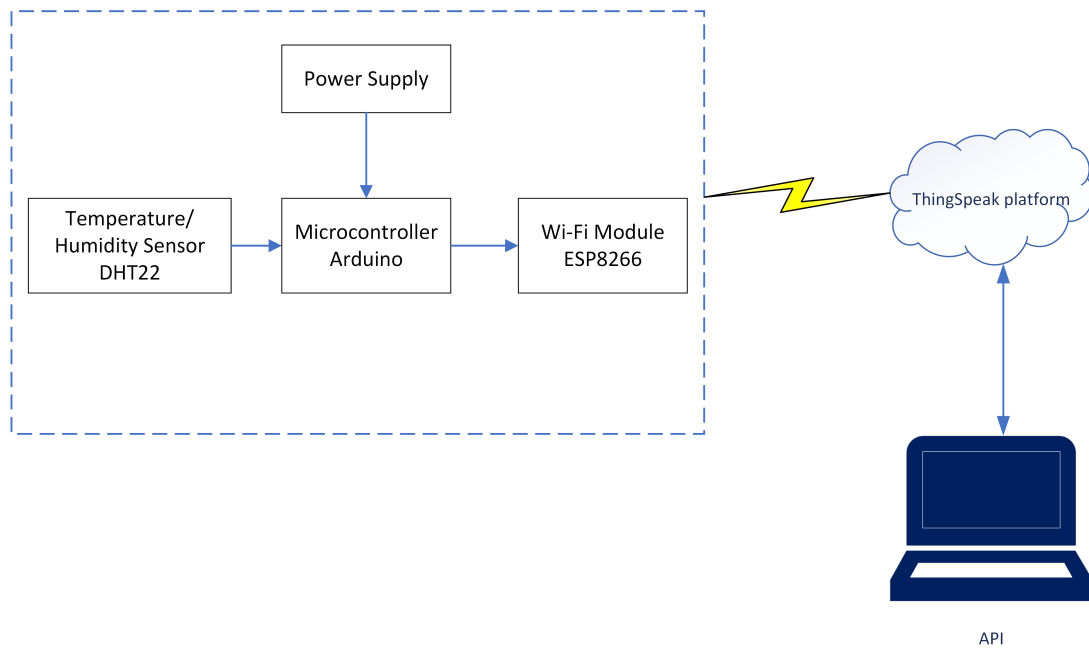 Power Supply
Temperature/
Humidity Sensor
DHT22
Microcontroller
Arduino
Wi-Fi Module
ESP8266
ThingSpeak platform
API